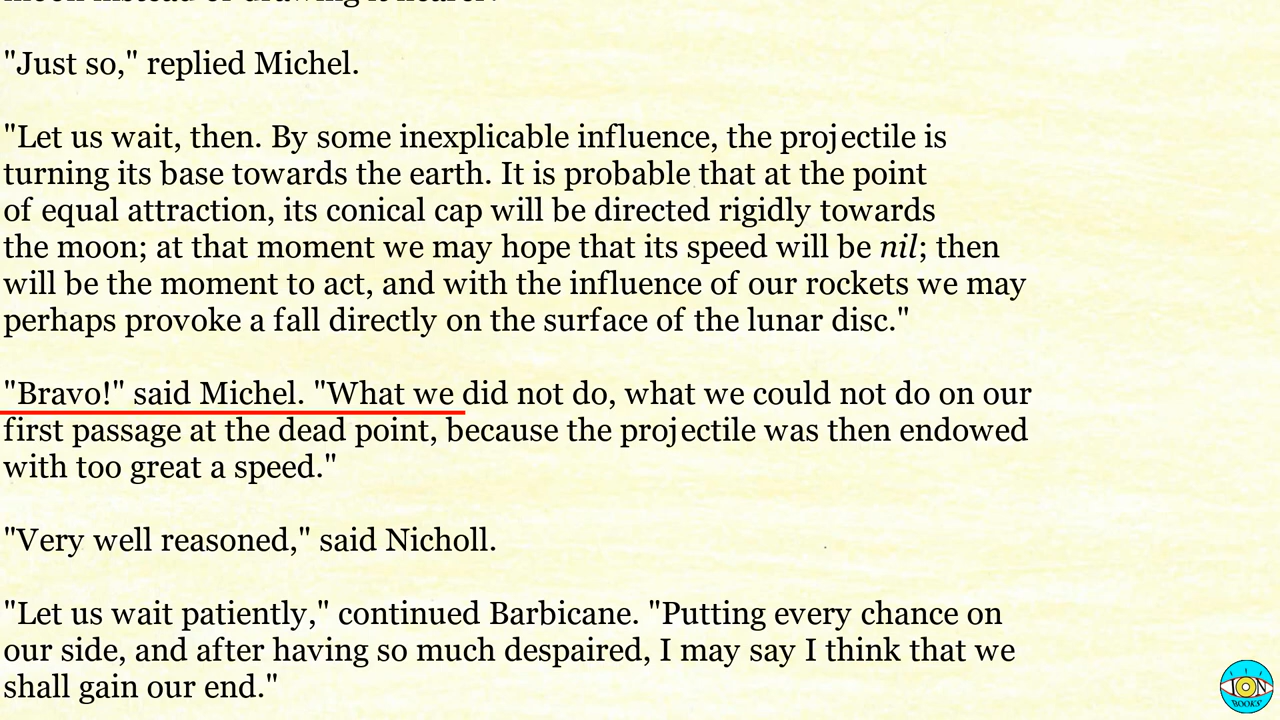 "Just so," replied Michel.
"Let us wait, then. By some inexplicable influence, the projectile is
turning its base towards the earth. It is probable that at the point
of equal attraction, its conical cap will be directed rigidly towards
the moon; at that moment we may hope that its speed will be nil; then
will be the moment to act, and with the influence of our rockets we may
perhaps provoke a fall directly on the surface of the lunar disc."
"Bravo!" said Michel. "What we did not do, what we could not do on our
first passage at the dead point, because the projectile was then endowed
with too great a speed."
"Very well reasoned," said Nicholl.
"Let us wait patiently," continued Barbicane. "Putting every chance on
our side, and after having so much despaired, I may say I think that we
shall gain our end."
ION
BOOKS